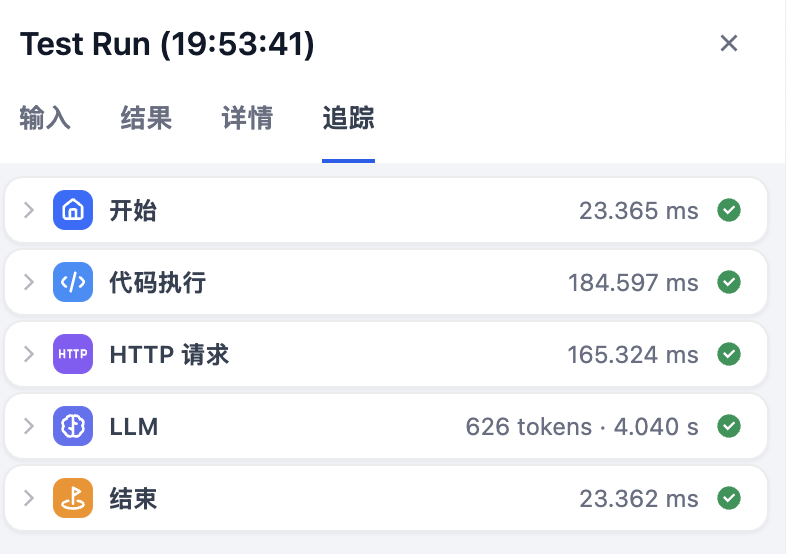 Test Run (19:53:41)
输入 结果 详情 追踪
开始 23.365 ms
代码执行 184.597 ms
HTTP HTTP 请求 165.324 ms
LLM 626 tokens · 4.040 s
结束 23.362 ms